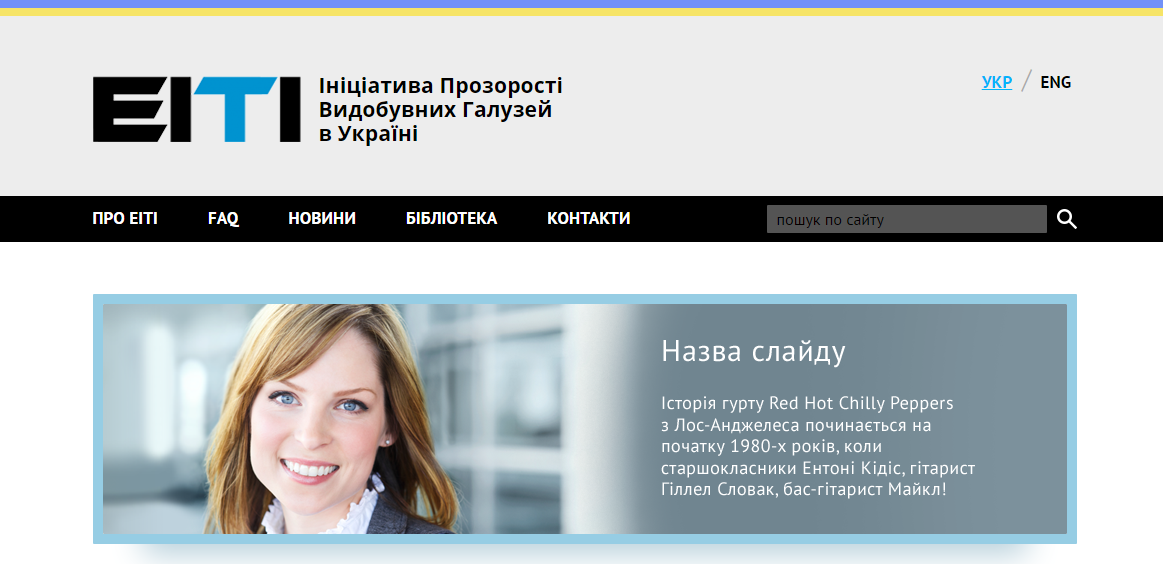 EITI
Ініціатива Прозорості
Видобувних Галузей
в Україні
УКР / ENG
ПРО ЕІТІ FAQ НОВИНИ БІБЛІОТЕКА КОНТАКТИ пошук по сайту
Назва слайду
Історія гурту Red Hot Chilly Peppers
з Лос-Анджелеса починається на
початку 1980-х років, коли
старшокласники Ентоні Кідіс, гітарист
Гіллел Словак, бас-гітарист Майкл!